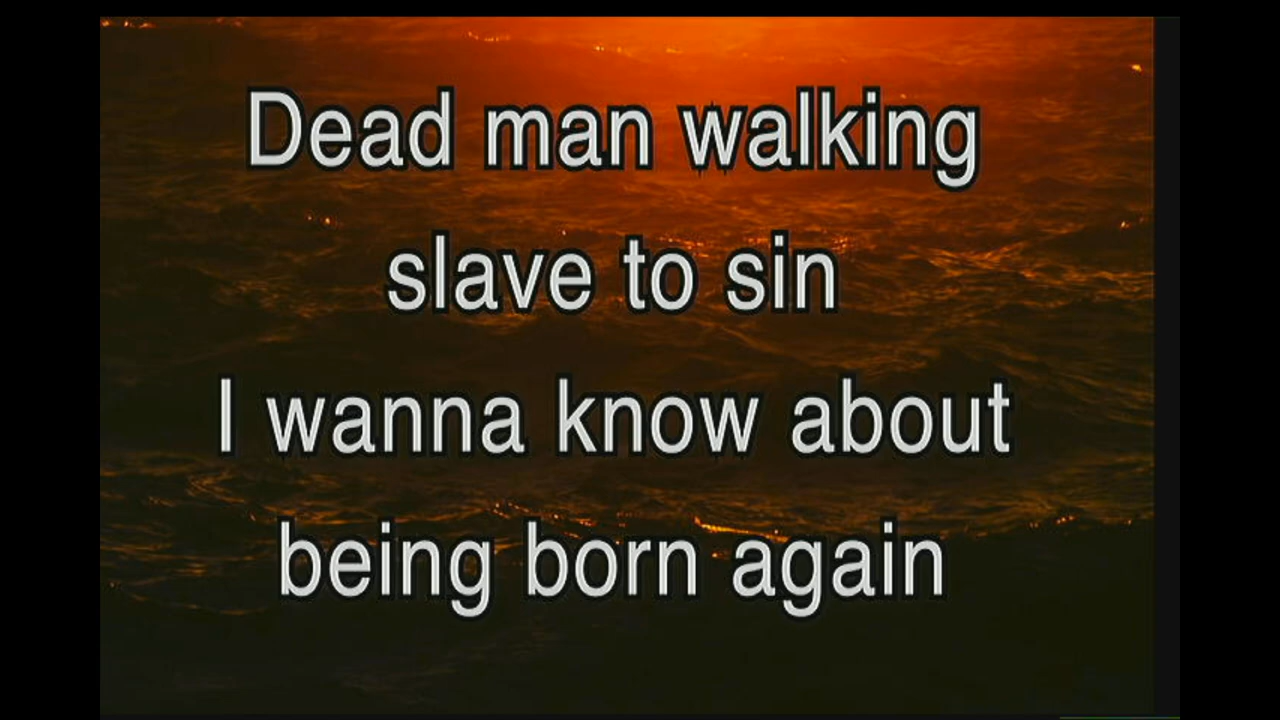 Dead man walking
slave to sin
I wanna know about
being born again